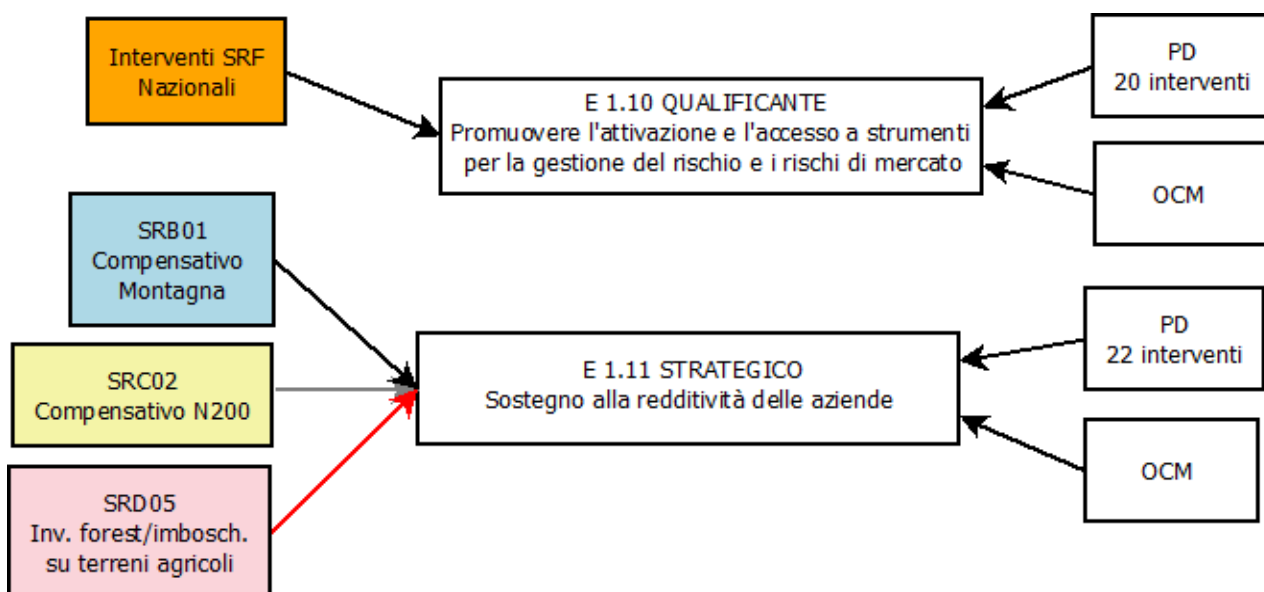 Interventi SRF
Nazionali
E 1.10 QUALIFICANTE
Promuovere l'attivazione e l'accesso a strumenti
per la gestione del rischio e i rischi di mercato
PD
20 interventi
OCM
SRB01
Compensativo
Montagna
SRC02
Compensativo N200
SRD05
Inv. forest/imbosch.
su terreni agricoli
E 1.11 STRATEGICO
Sostegno alla redditività delle aziende
PD
22 interventi
OCM